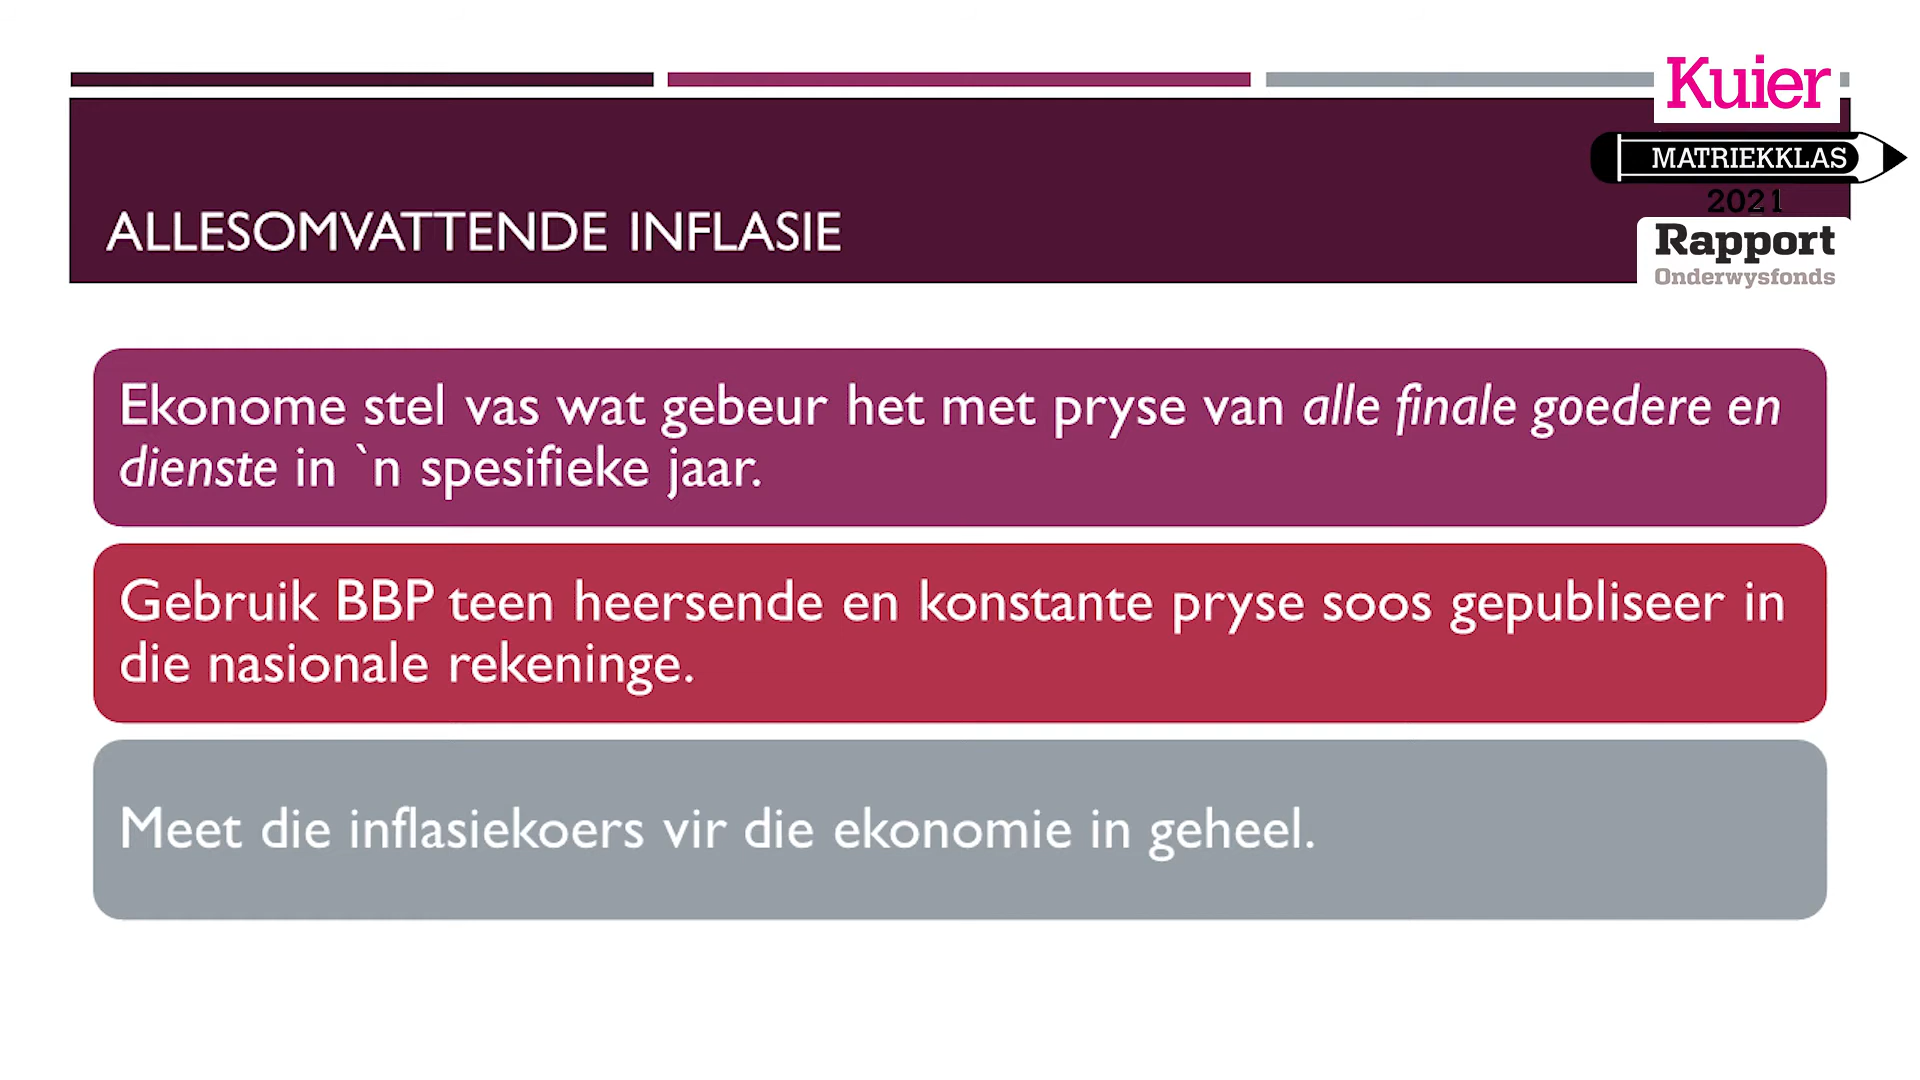 Kuier
MATRIEKKLAS
2021
Rapport
Onderwysfonds
ALLESOMVATTENDE INFLASIE
Ekonome stel vas wat gebeur het met pryse van alle finale goedere en
dienste in `n spesifieke jaar.
Gebruik BBP teen heersende en konstante pryse soos gepubliseer in
die nasionale rekeninge.
Meet die inflasiekoers vir die ekonomie in geheel.